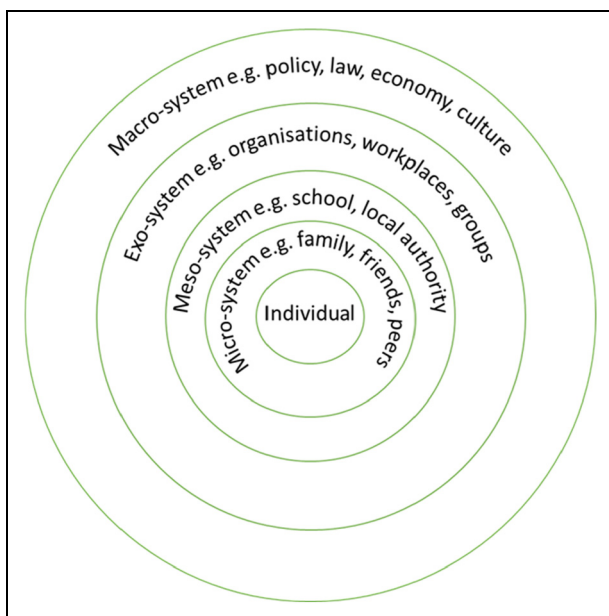 Macro-system e.g. policy, law, economy, culture
Exo-system e.g. organisations, workplaces, groups
Meso-system e.g. school, local authority
Micro-system e.g. family, friends, peers
Individual